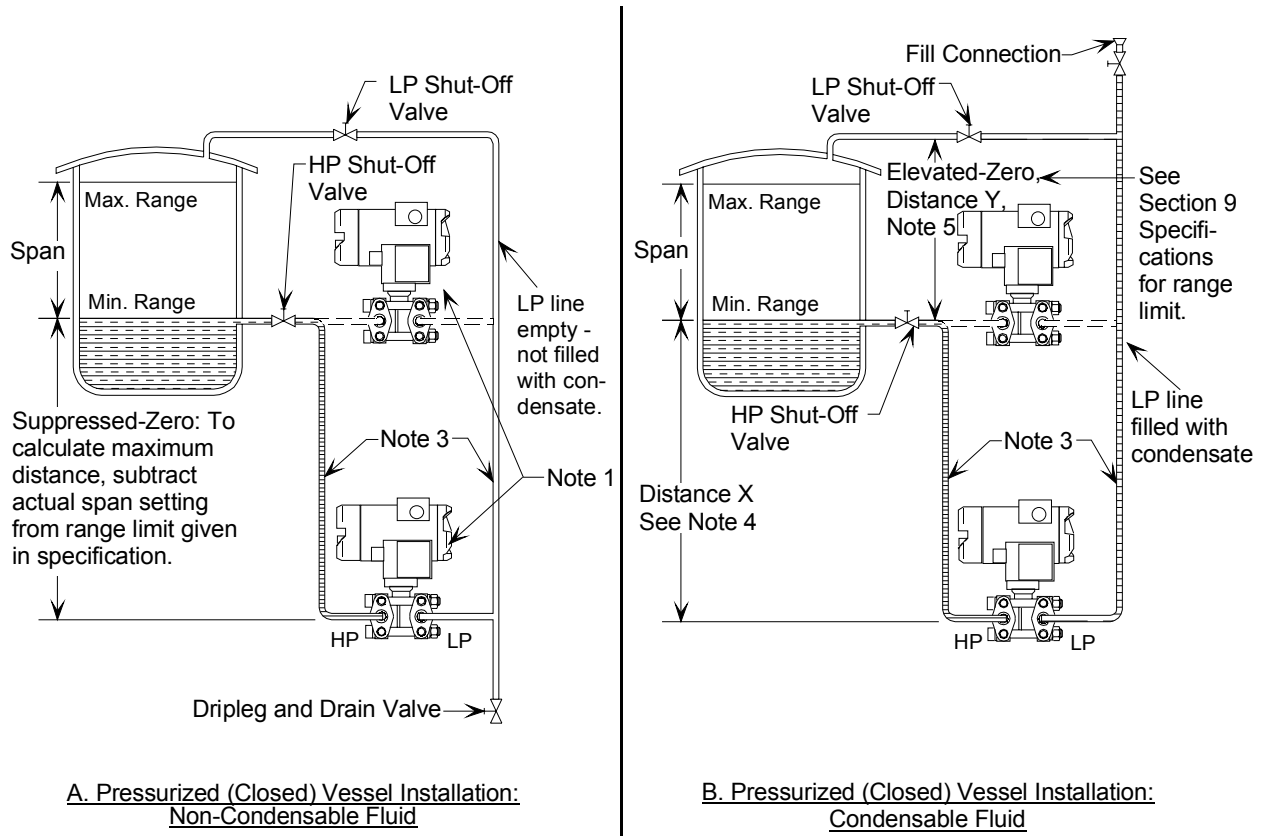 LP Shut-Off
Valve
HP Shut-Off
Valve
Max. Range
Span
Min. Range
LP line
empty -
not filled
with con-
densate.
Suppressed-Zero: To
calculate maximum
distance, subtract
actual span setting
from range limit given
in specification.
Note 3
Note 1
HP
LP
Dripleg and Drain Valve
A. Pressurized (Closed) Vessel Installation:
Non-Condensable Fluid
Fill Connection
LP Shut-Off
Valve
Elevated-Zero,
Distance Y,
Note 5
See
Section 9
Specifi-
cations
for range
limit.
Max. Range
Span
Min. Range
HP Shut-Off
Valve
LP line
filled with
condensate
Note 3
Distance X
See Note 4
HP
LP
B. Pressurized (Closed) Vessel Installation:
Condensable Fluid